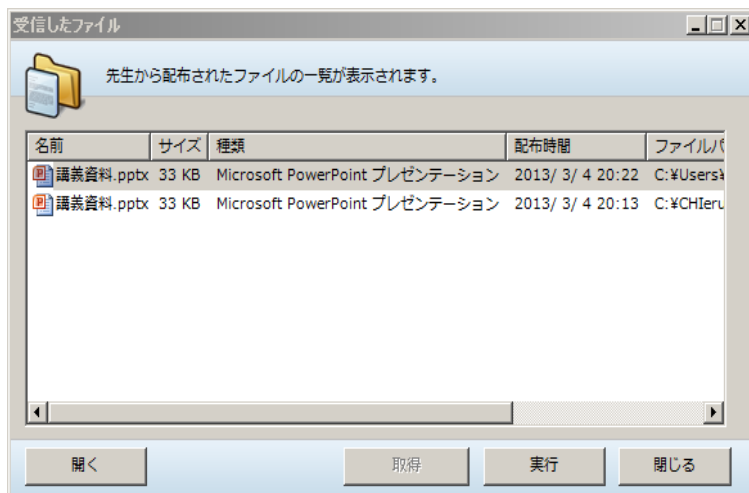 受信したファイル
先生から配布されたファイルの一覧が表示されます。
名前 サイズ 種類 配布時間 ファイルパ
講義資料.pptx 33 KB Microsoft PowerPoint プレゼンテーション 2013/ 3/ 4 20:22 C:¥Users¥
講義資料.pptx 33 KB Microsoft PowerPoint プレゼンテーション 2013/ 3/ 4 20:13 C:¥CHIeru
開く 取得 実行 閉じる